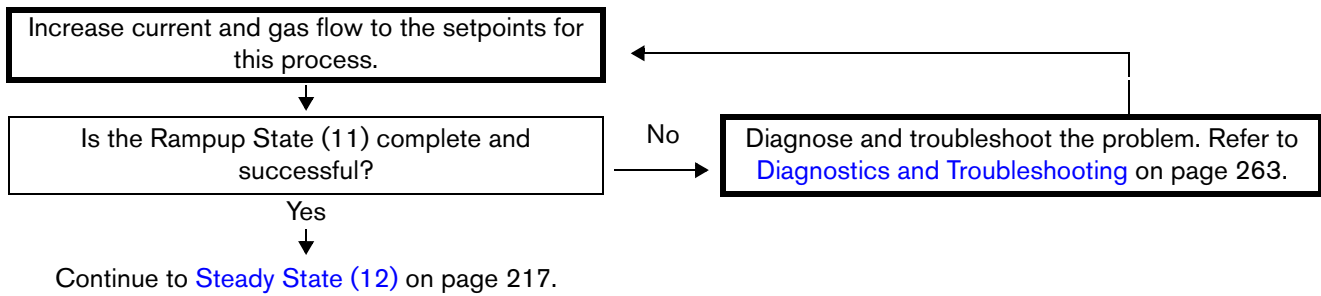 Increase current and gas flow to the setpoints for
this process.
Is the Rampup State (11) complete and
successful?
No
Diagnose and troubleshoot the problem. Refer to
Diagnostics and Troubleshooting on page 263.
Yes
Continue to Steady State (12) on page 217.